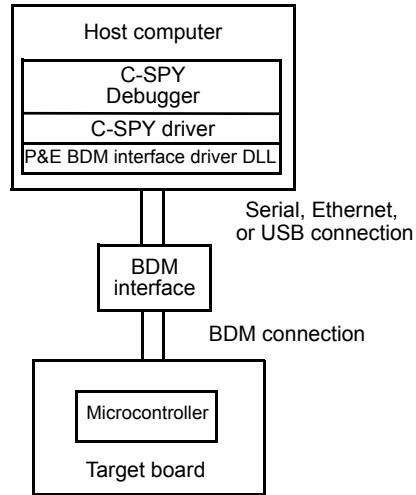 Host computer
C-SPY
Debugger
C-SPY driver
P&E BDM interface driver DLL
Serial, Ethernet,
or USB connection
BDM
interface
BDM connection
Microcontroller
Target board